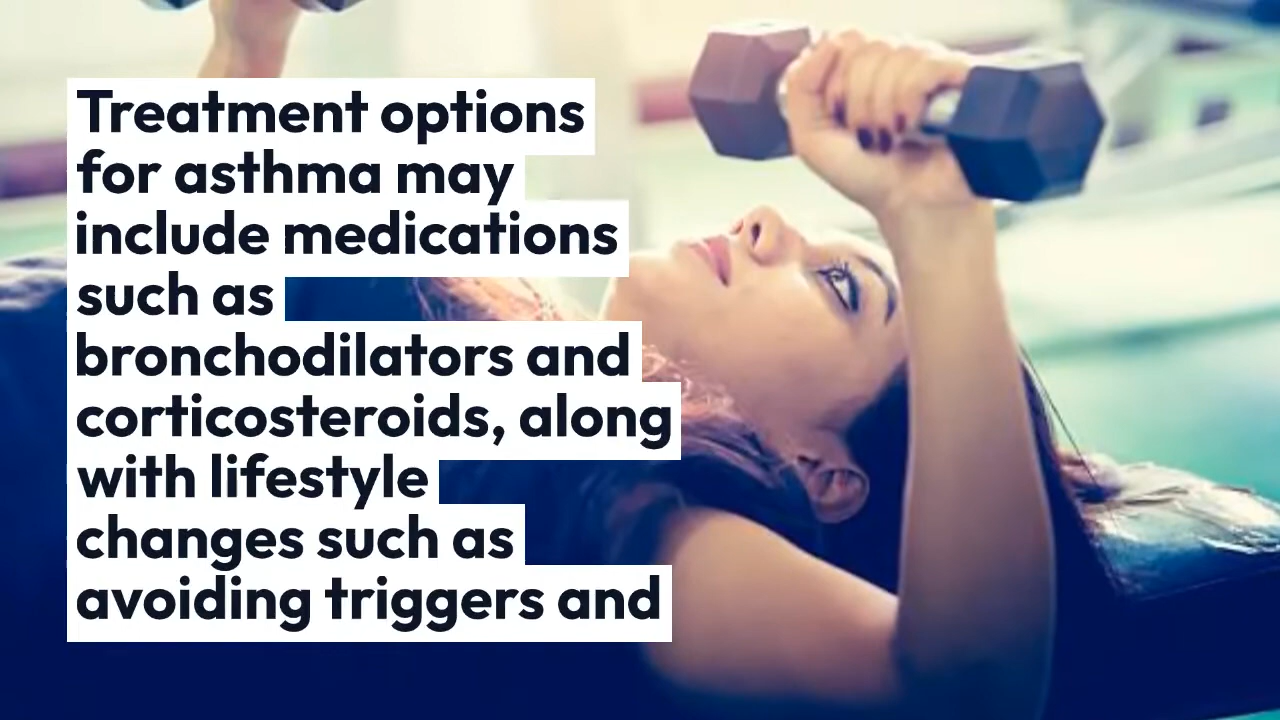 Treatment options
for asthma may
include medications
such as
bronchodilators and
corticosteroids, along
with lifestyle
changes such as
avoiding triggers and